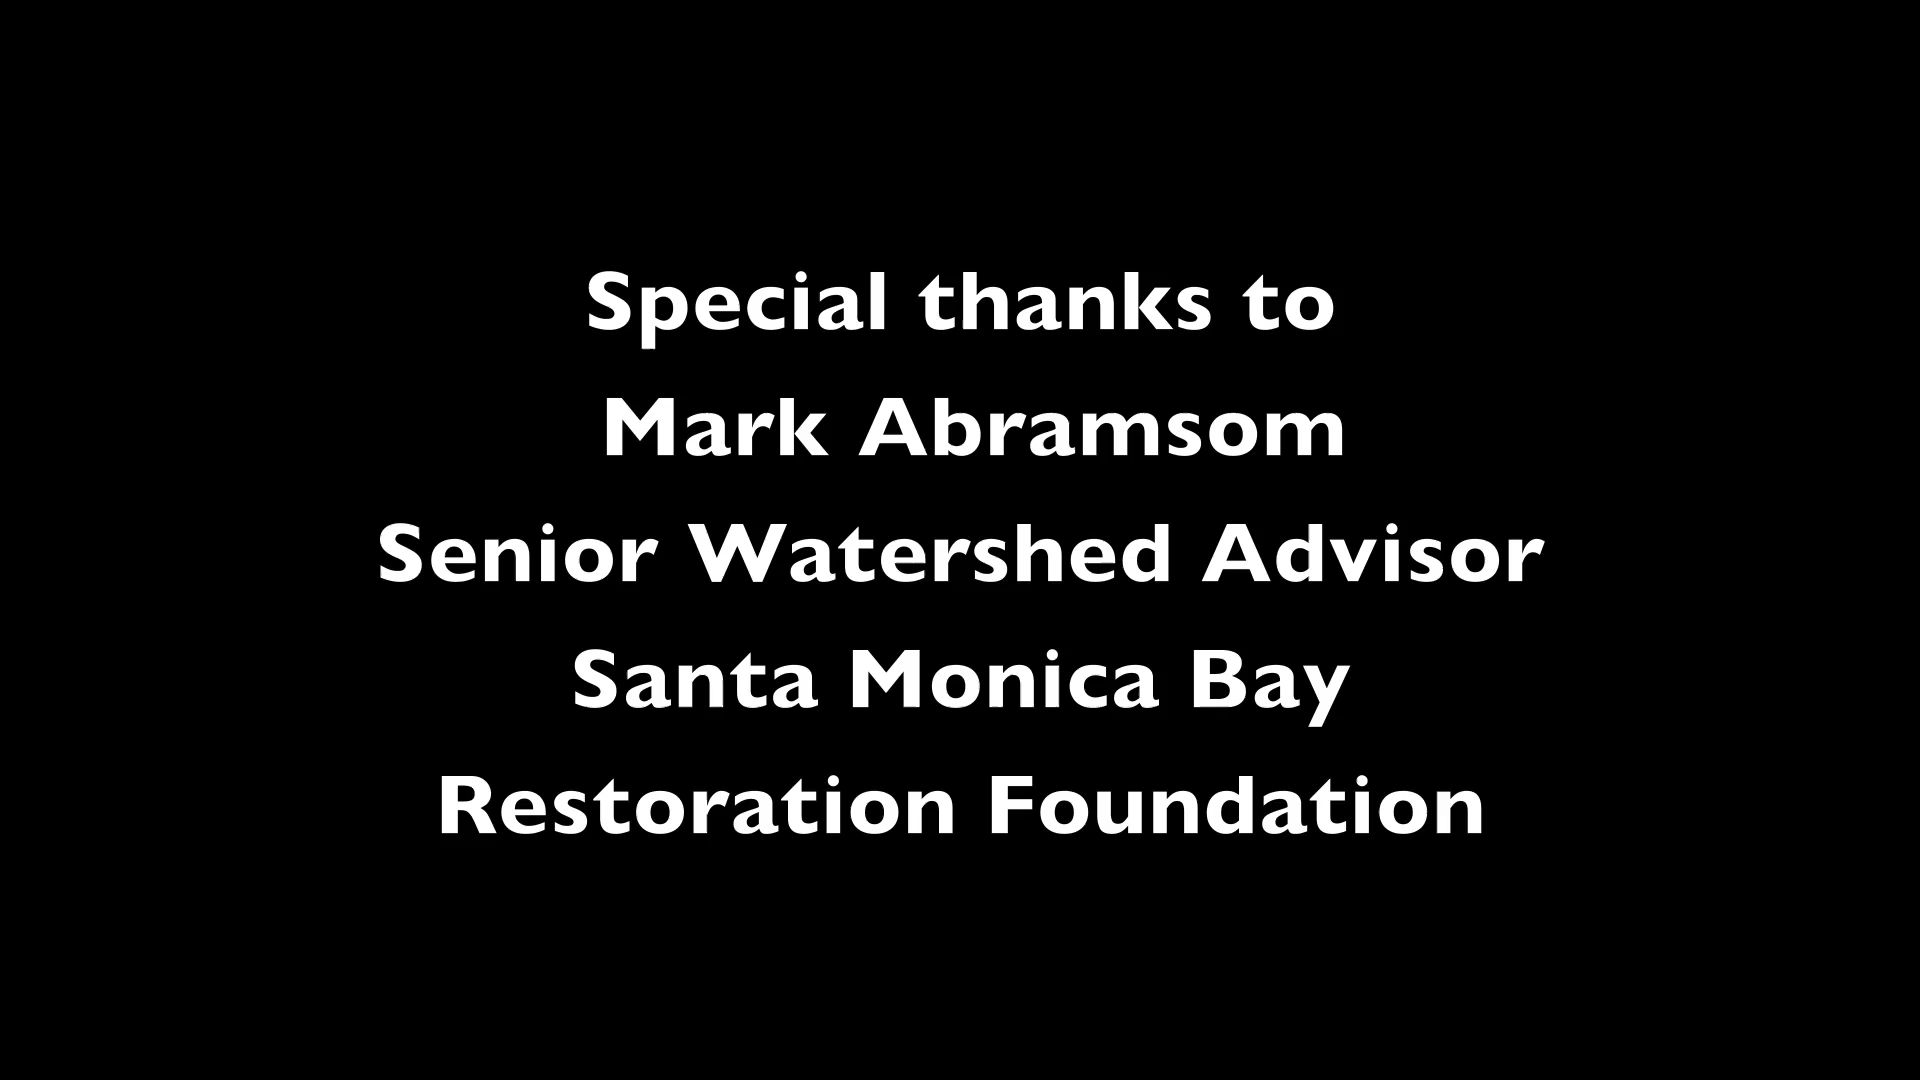 Special thanks to
Mark Abramsom
Senior Watershed Advisor
Santa Monica Bay
Restoration Foundation